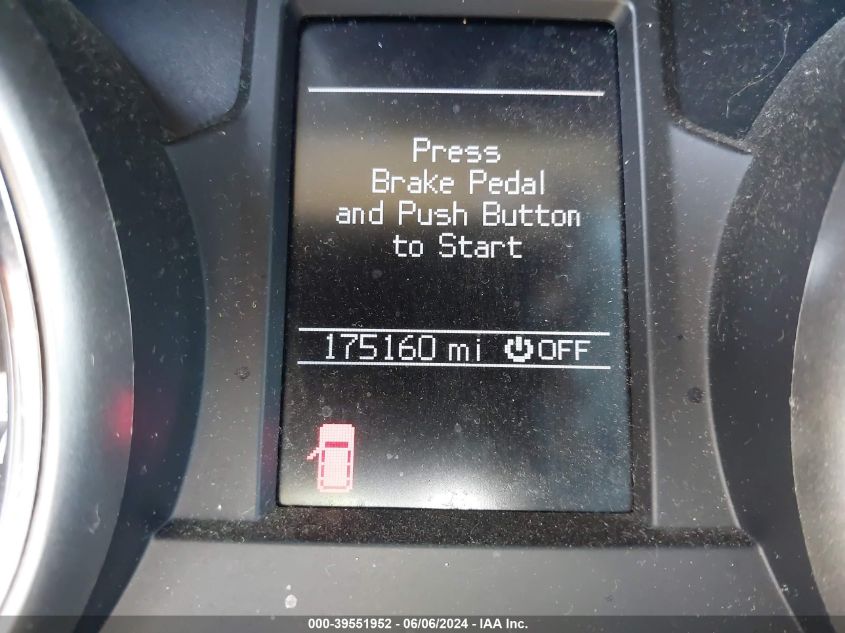 Press
Brake Pedal
and Push Button
to Start
175160 mi OFF
000-39551952 - 06/06/2024 - IAA Inc.